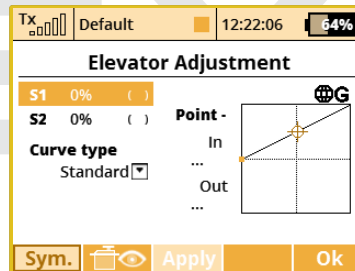 Tx Default 12:22:06 64%
Elevator Adjustment
S1 0% ( )
S2 0% ( )
Curve type
Standard
G
Point -
In
...
Out
...
Sym. Apply Ok